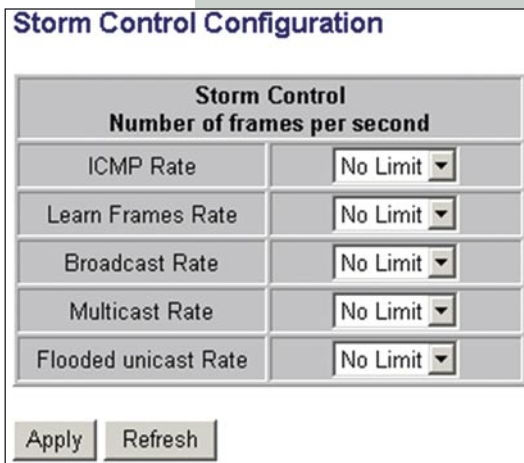 Storm Control Configuration
Storm Control
Number of frames per second
ICMP Rate No Limit
Learn Frames Rate No Limit
Broadcast Rate No Limit
Multicast Rate No Limit
Flooded unicast Rate No Limit
Apply Refresh